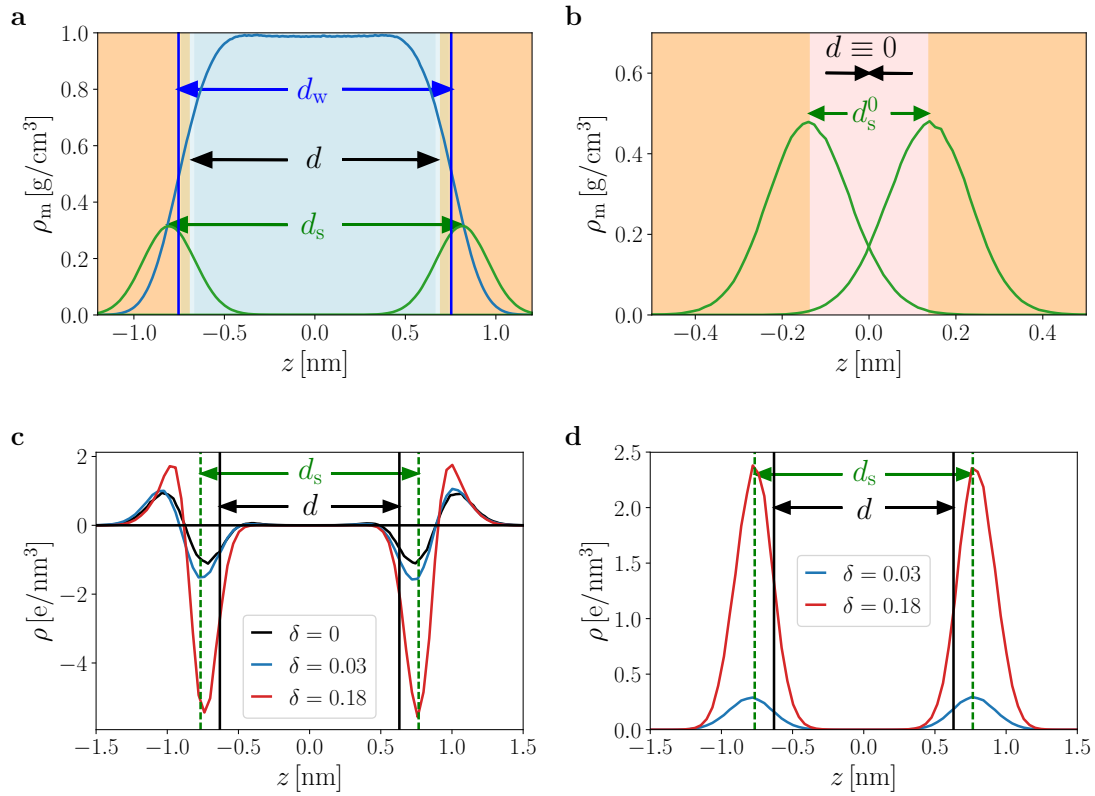 a
1.0
0.8
0.6
0.4
0.2
0.0
ρm [g/cm³]
dw
d
ds
−1.0 −0.5 0.0 0.5 1.0
z [nm]
b
0.6
0.4
0.2
0.0
ρm [g/cm³]
d ≡ 0
ds⁰
−0.4 −0.2 0.0 0.2 0.4
z [nm]
c
2
0
−2
−4
ρ [e/nm³]
ds
d
δ = 0
δ = 0.03
δ = 0.18
−1.5 −1.0 −0.5 0.0 0.5 1.0 1.5
z [nm]
d
2.5
2.0
1.5
1.0
0.5
0.0
ρ [e/nm³]
ds
d
δ = 0.03
δ = 0.18
−1.5 −1.0 −0.5 0.0 0.5 1.0 1.5
z [nm]